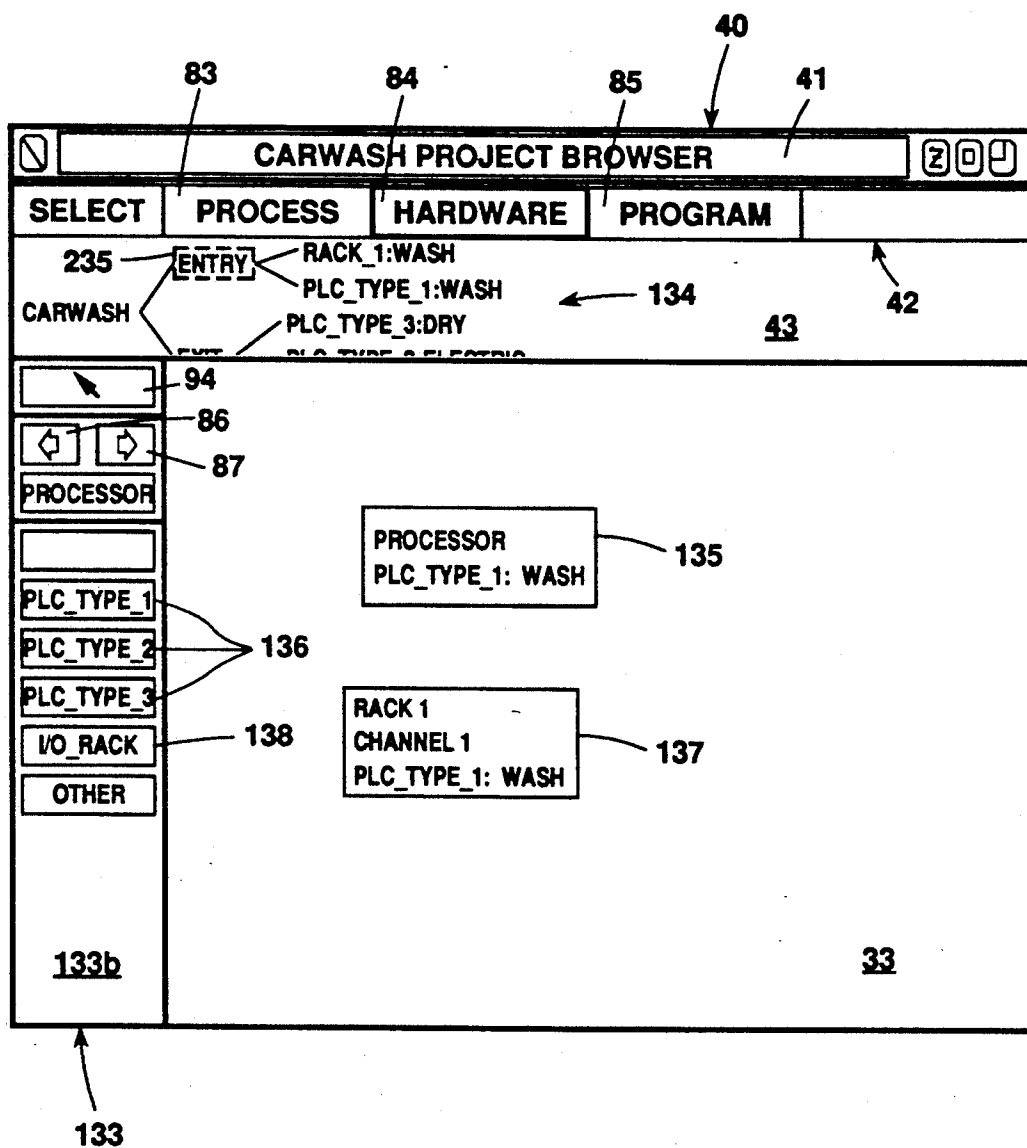 40
83
84
85
41
CARWASH PROJECT BROWSER
SELECT PROCESS HARDWARE PROGRAM
235
ENTRY
RACK_1:WASH
PLC_TYPE_1:WASH
134
42
CARWASH
PLC_TYPE_3:DRY
43
94
86
87
PROCESSOR
PROCESSOR
PLC_TYPE_1: WASH
135
PLC_TYPE_1
PLC_TYPE_2
136
PLC_TYPE_3
RACK 1
CHANNEL 1
PLC_TYPE_1: WASH
137
I/O_RACK
138
OTHER
133b
33
133